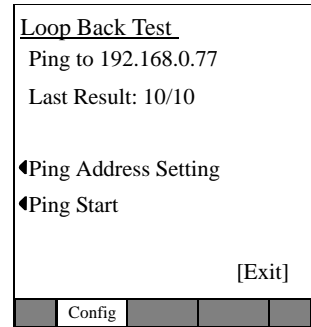 Loop Back Test
Ping to 192.168.0.77
Last Result: 10/10
Ping Address Setting
Ping Start
[Exit]
Config